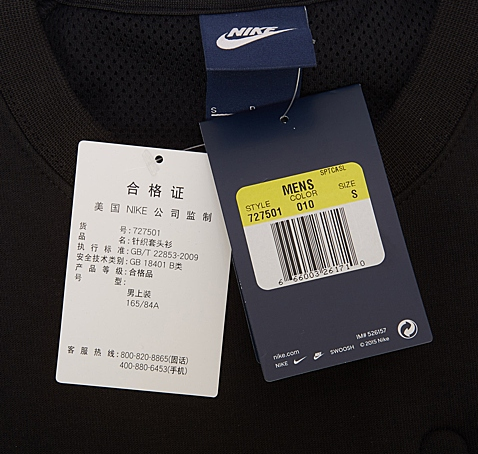 NIKE
合格证
美国 NIKE 公司监制
货号:727501
品名:针织套头衫
执行标准:GB/T 22853-2009
安全技术类别:GB 18401 B类
产品等级:合格品
号型:
男上装
165/84A
客服热线:800-820-8865(固话)
400-880-6453(手机)
SPTCASL
MENS
STYLE COLOR SIZE
727501 010 S
6 66003 26171 0
IM# 526157
nike.com
NIKE SWOOSH © 2015 Nike